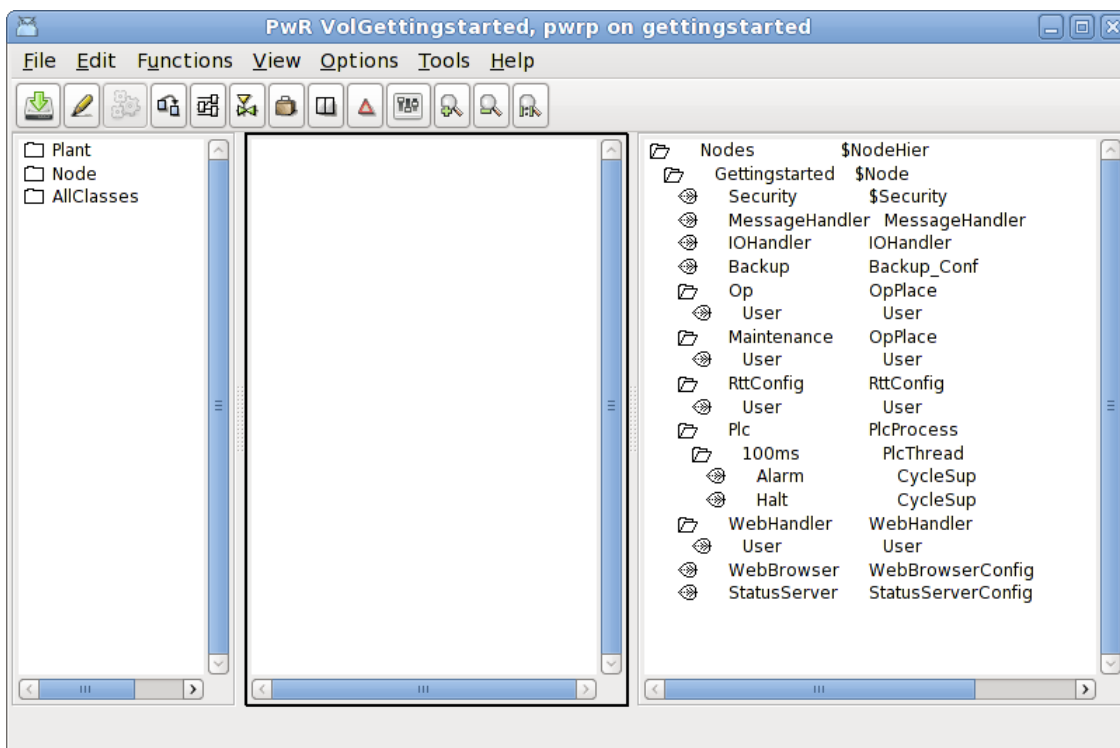 PwR VolGettingstarted, pwrp on gettingstarted
File Edit Functions View Options Tools Help
Plant
Node
AllClasses
Nodes $NodeHier
Gettingstarted $Node
Security $Security
MessageHandler MessageHandler
IOHandler IOHandler
Backup Backup_Conf
Op OpPlace
User User
Maintenance OpPlace
User User
RttConfig RttConfig
User User
Plc PlcProcess
100ms PlcThread
Alarm CycleSup
Halt CycleSup
WebHandler WebHandler
User User
WebBrowser WebBrowserConfig
StatusServer StatusServerConfig